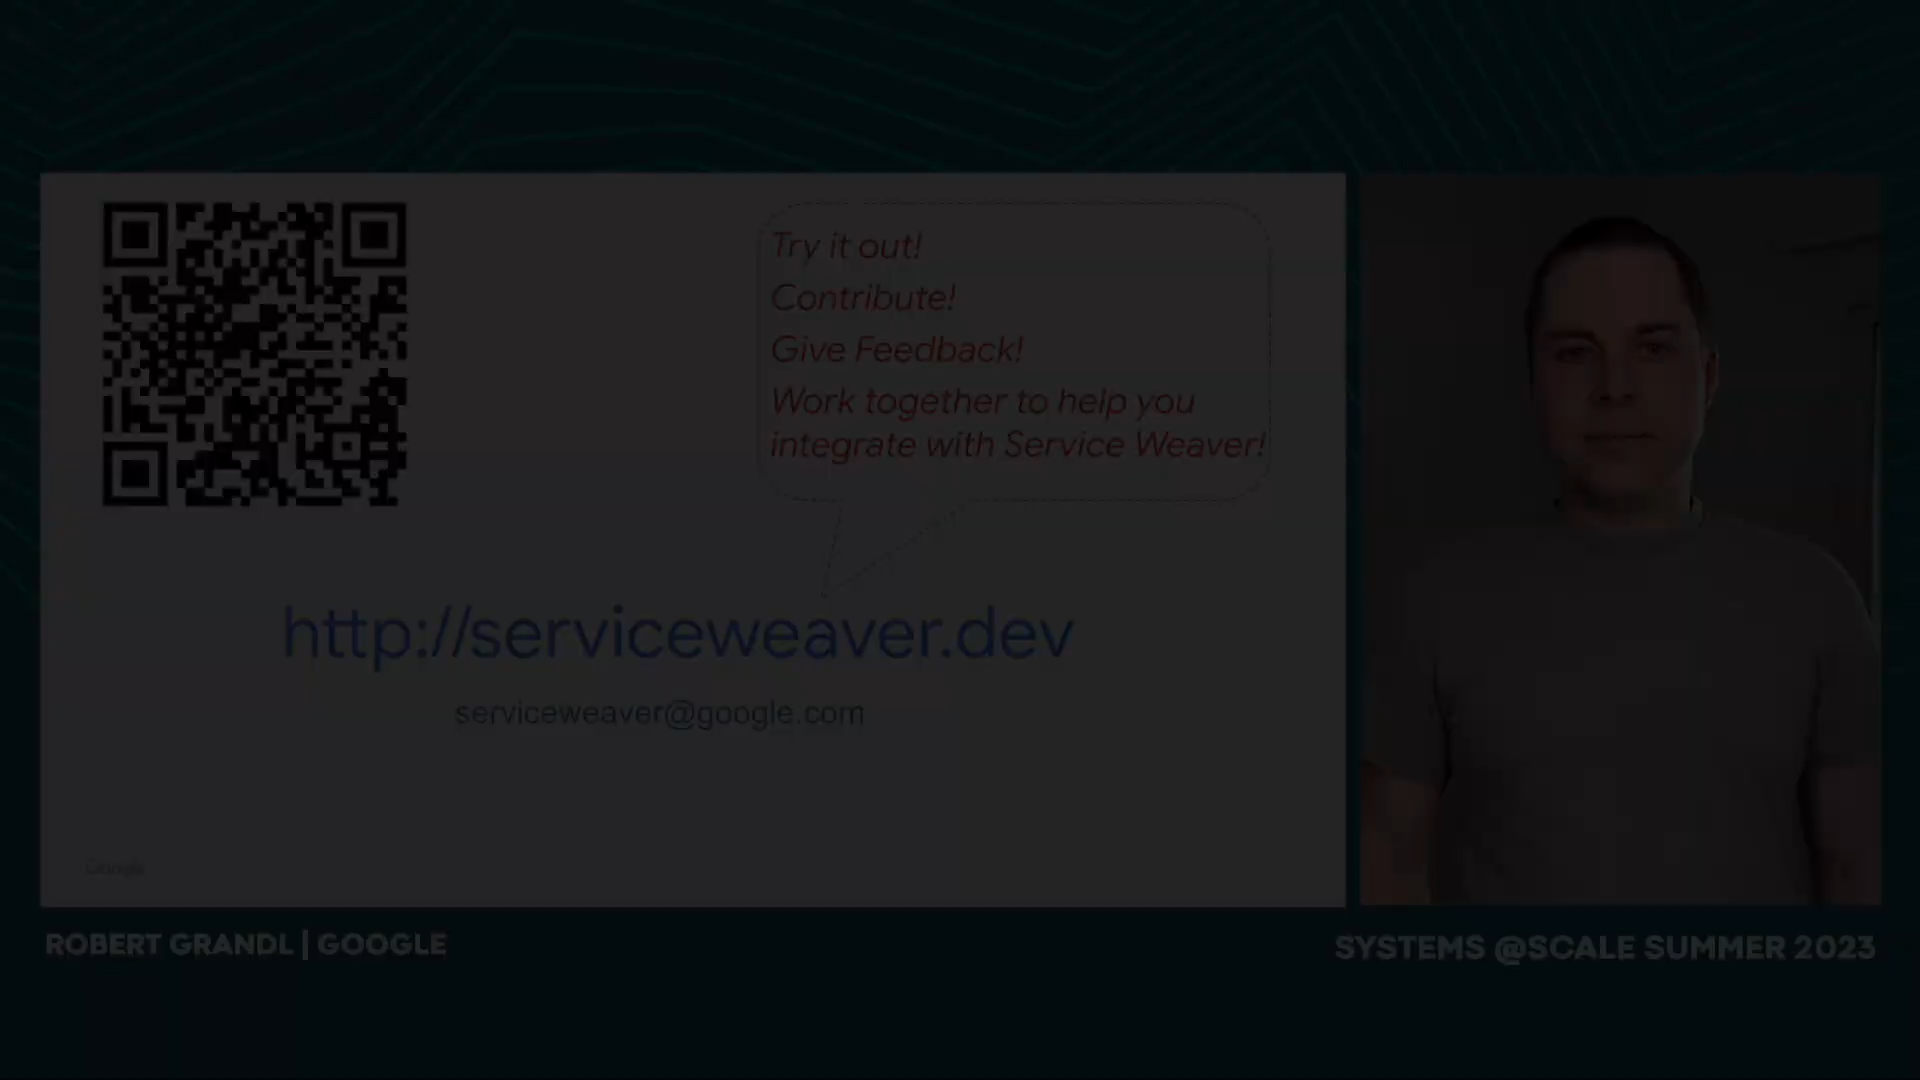 Try it out!
Contribute!
Give Feedback!
Work together to help you
integrate with Service Weaver!
http://serviceweaver.dev
serviceweaver@google.com
Google
ROBERT GRANDL | GOOGLE
SYSTEMS @SCALE SUMMER 2023